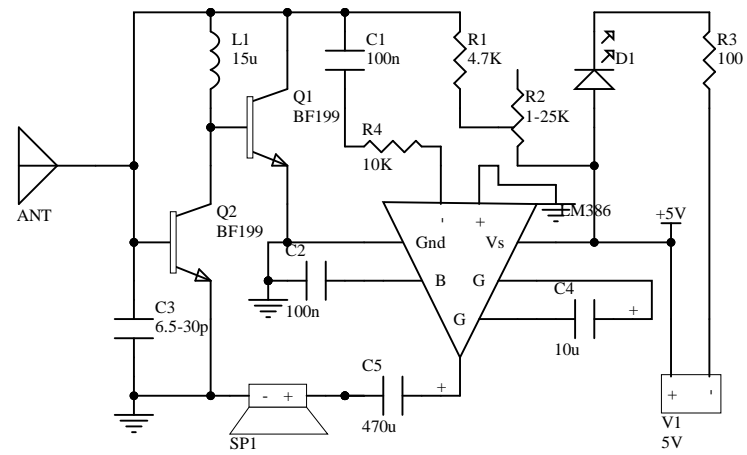 L1
15u
C1
100n
R1
4.7K
D1
R3
100
Q1
BF199
R2
1-25K
R4
10K
ANT
Q2
BF199
- +
LM386
+5V
Gnd Vs
C2
100n
B G
C3
6.5-30p
G
C4
+
10u
C5
+
470u
- +
SP1
+ -
V1
5V